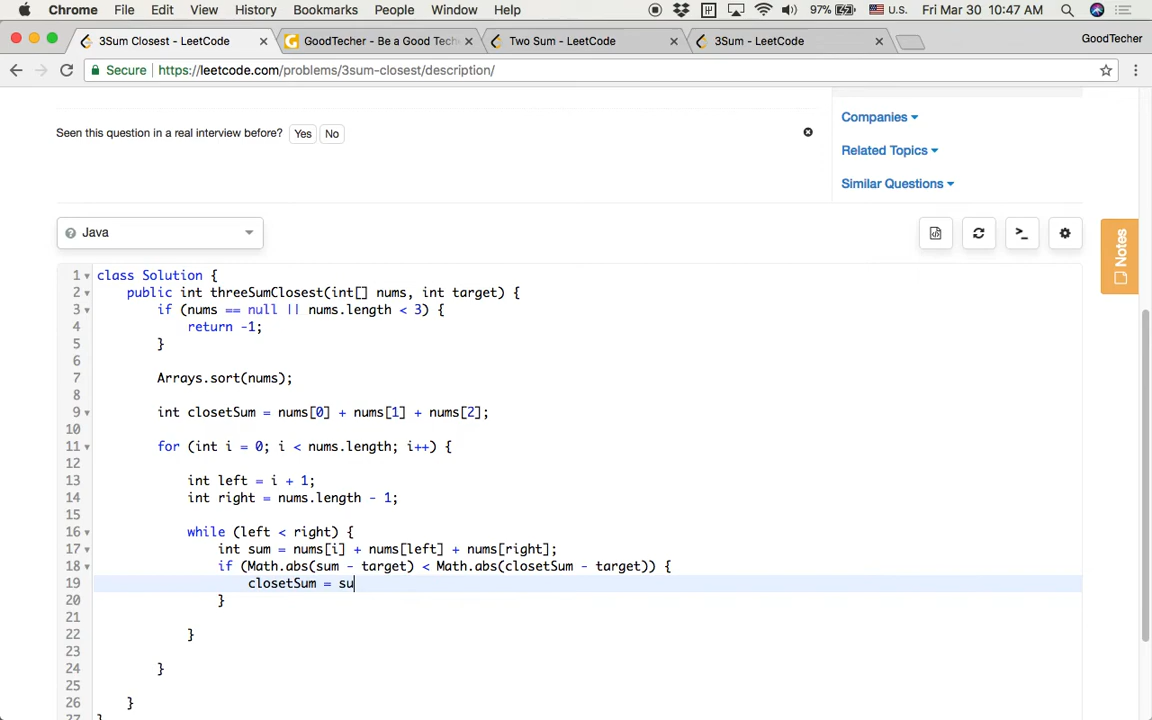 Chrome File Edit View History Bookmarks People Window Help 97% U.S. Fri Mar 30 10:47 AM
3Sum Closest - LeetCode GoodTecher - Be a Good Tech Two Sum - LeetCode 3Sum - LeetCode GoodTecher
Secure https://leetcode.com/problems/3sum-closest/description/
Companies
Seen this question in a real interview before? Yes No
Related Topics
Similar Questions
Java
Notes
1 class Solution {
2 public int threeSumClosest(int[] nums, int target) {
3 if (nums == null || nums.length < 3) {
4 return -1;
5 }
6
7 Arrays.sort(nums);
8
9 int closetSum = nums[0] + nums[1] + nums[2];
10
11 for (int i = 0; i < nums.length; i++) {
12
13 int left = i + 1;
14 int right = nums.length - 1;
15
16 while (left < right) {
17 int sum = nums[i] + nums[left] + nums[right];
18 if (Math.abs(sum - target) < Math.abs(closetSum - target)) {
19 closetSum = su
20 }
21
22 }
23
24 }
25
26 }
27 }